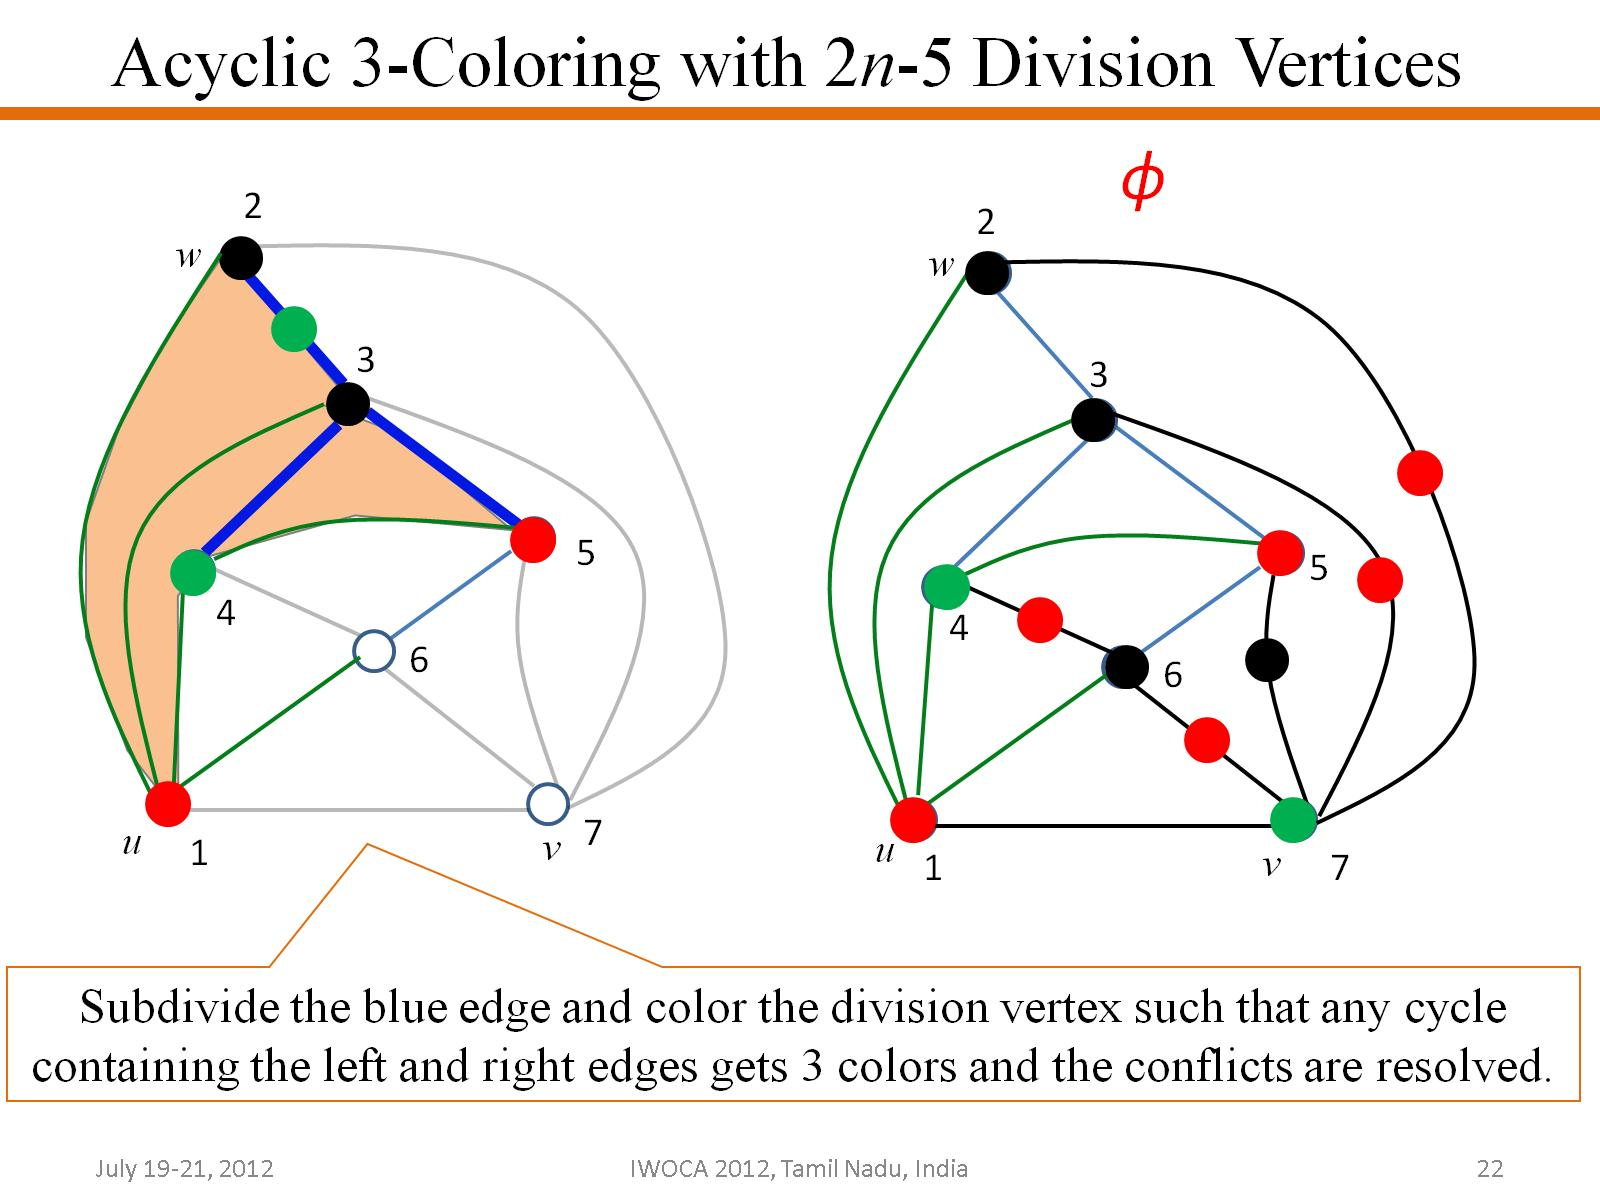 Acyclic 3-Coloring with 2n-5 Division Vertices
ϕ
2
w
3
4
5
6
u
1
v
7
2
w
3
4
5
6
u
1
v
7
Subdivide the blue edge and color the division vertex such that any cycle
containing the left and right edges gets 3 colors and the conflicts are resolved.
July 19-21, 2012
IWOCA 2012, Tamil Nadu, India
22